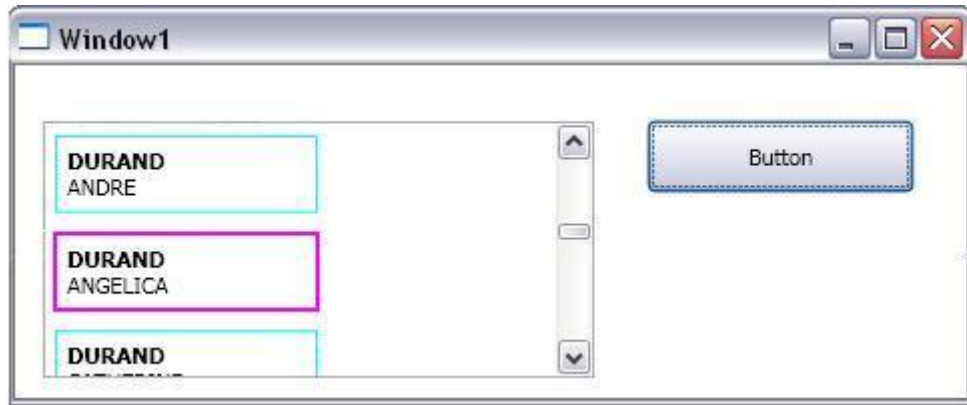 Window1
DURAND
ANDRE
Button
DURAND
ANGELICA
DURAND